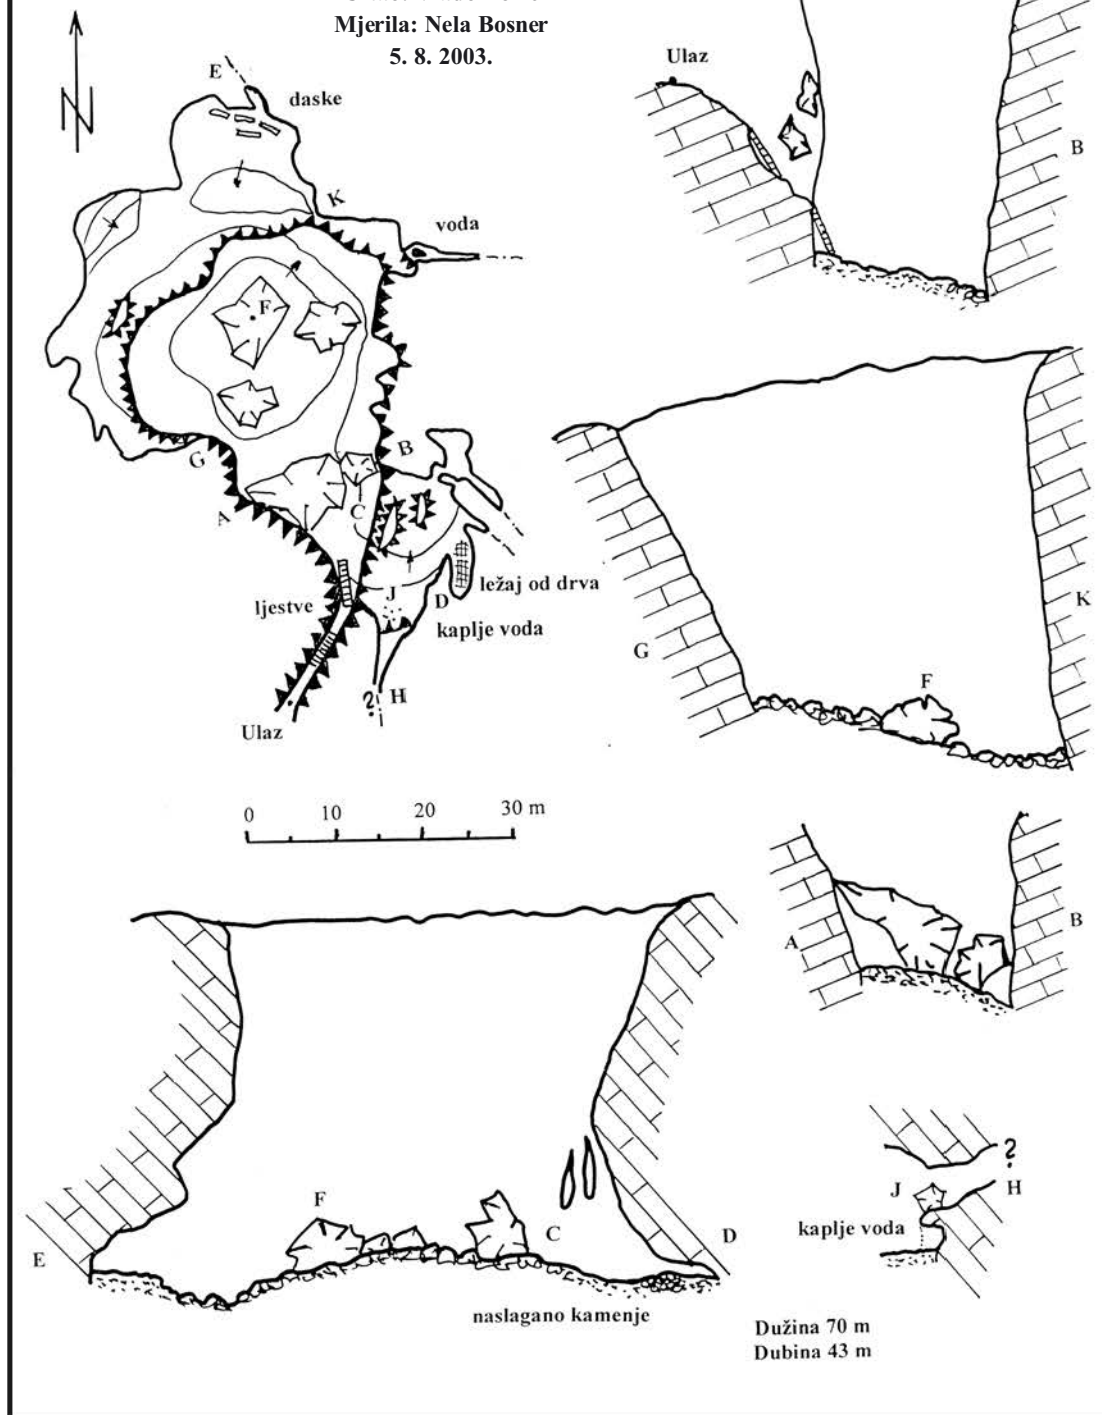 Mjerila: Nela Bosner
5. 8. 2003.
N
E
daske
K
voda
F
G
B
A
C
J
D
ležaj od drva
ljestve
kaplje voda
? H
Ulaz
0 10 20 30 m
Ulaz
B
G
F
K
A
B
E
F
C
D
naslagano kamenje
?
J
H
kaplje voda
Dužina 70 m
Dubina 43 m